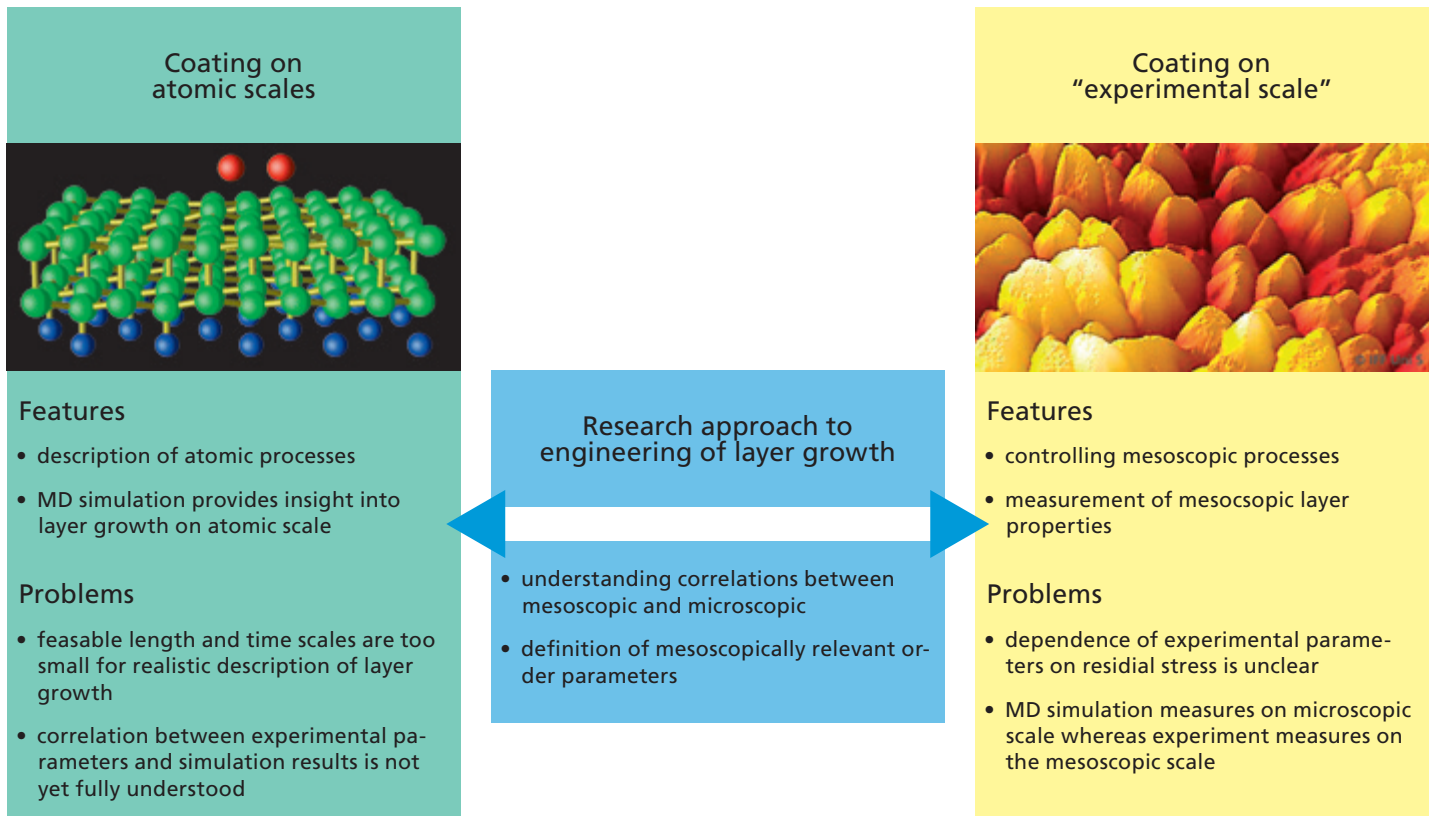 Coating on
atomic scales
Features
• description of atomic processes
• MD simulation provides insight into
layer growth on atomic scale
Problems
• feasable length and time scales are too
small for realistic description of layer
growth
• correlation between experimental pa-
rameters and simulation results is not
yet fully understood
Research approach to
engineering of layer growth
• understanding correlations between
mesoscopic and microscopic
• definition of mesoscopically relevant or-
der parameters
Coating on
“experimental scale”
Features
• controlling mesoscopic processes
• measurement of mesocsopic layer
properties
Problems
• dependence of experimental parame-
ters on residial stress is unclear
• MD simulation measures on microscopic
scale whereas experiment measures on
the mesoscopic scale